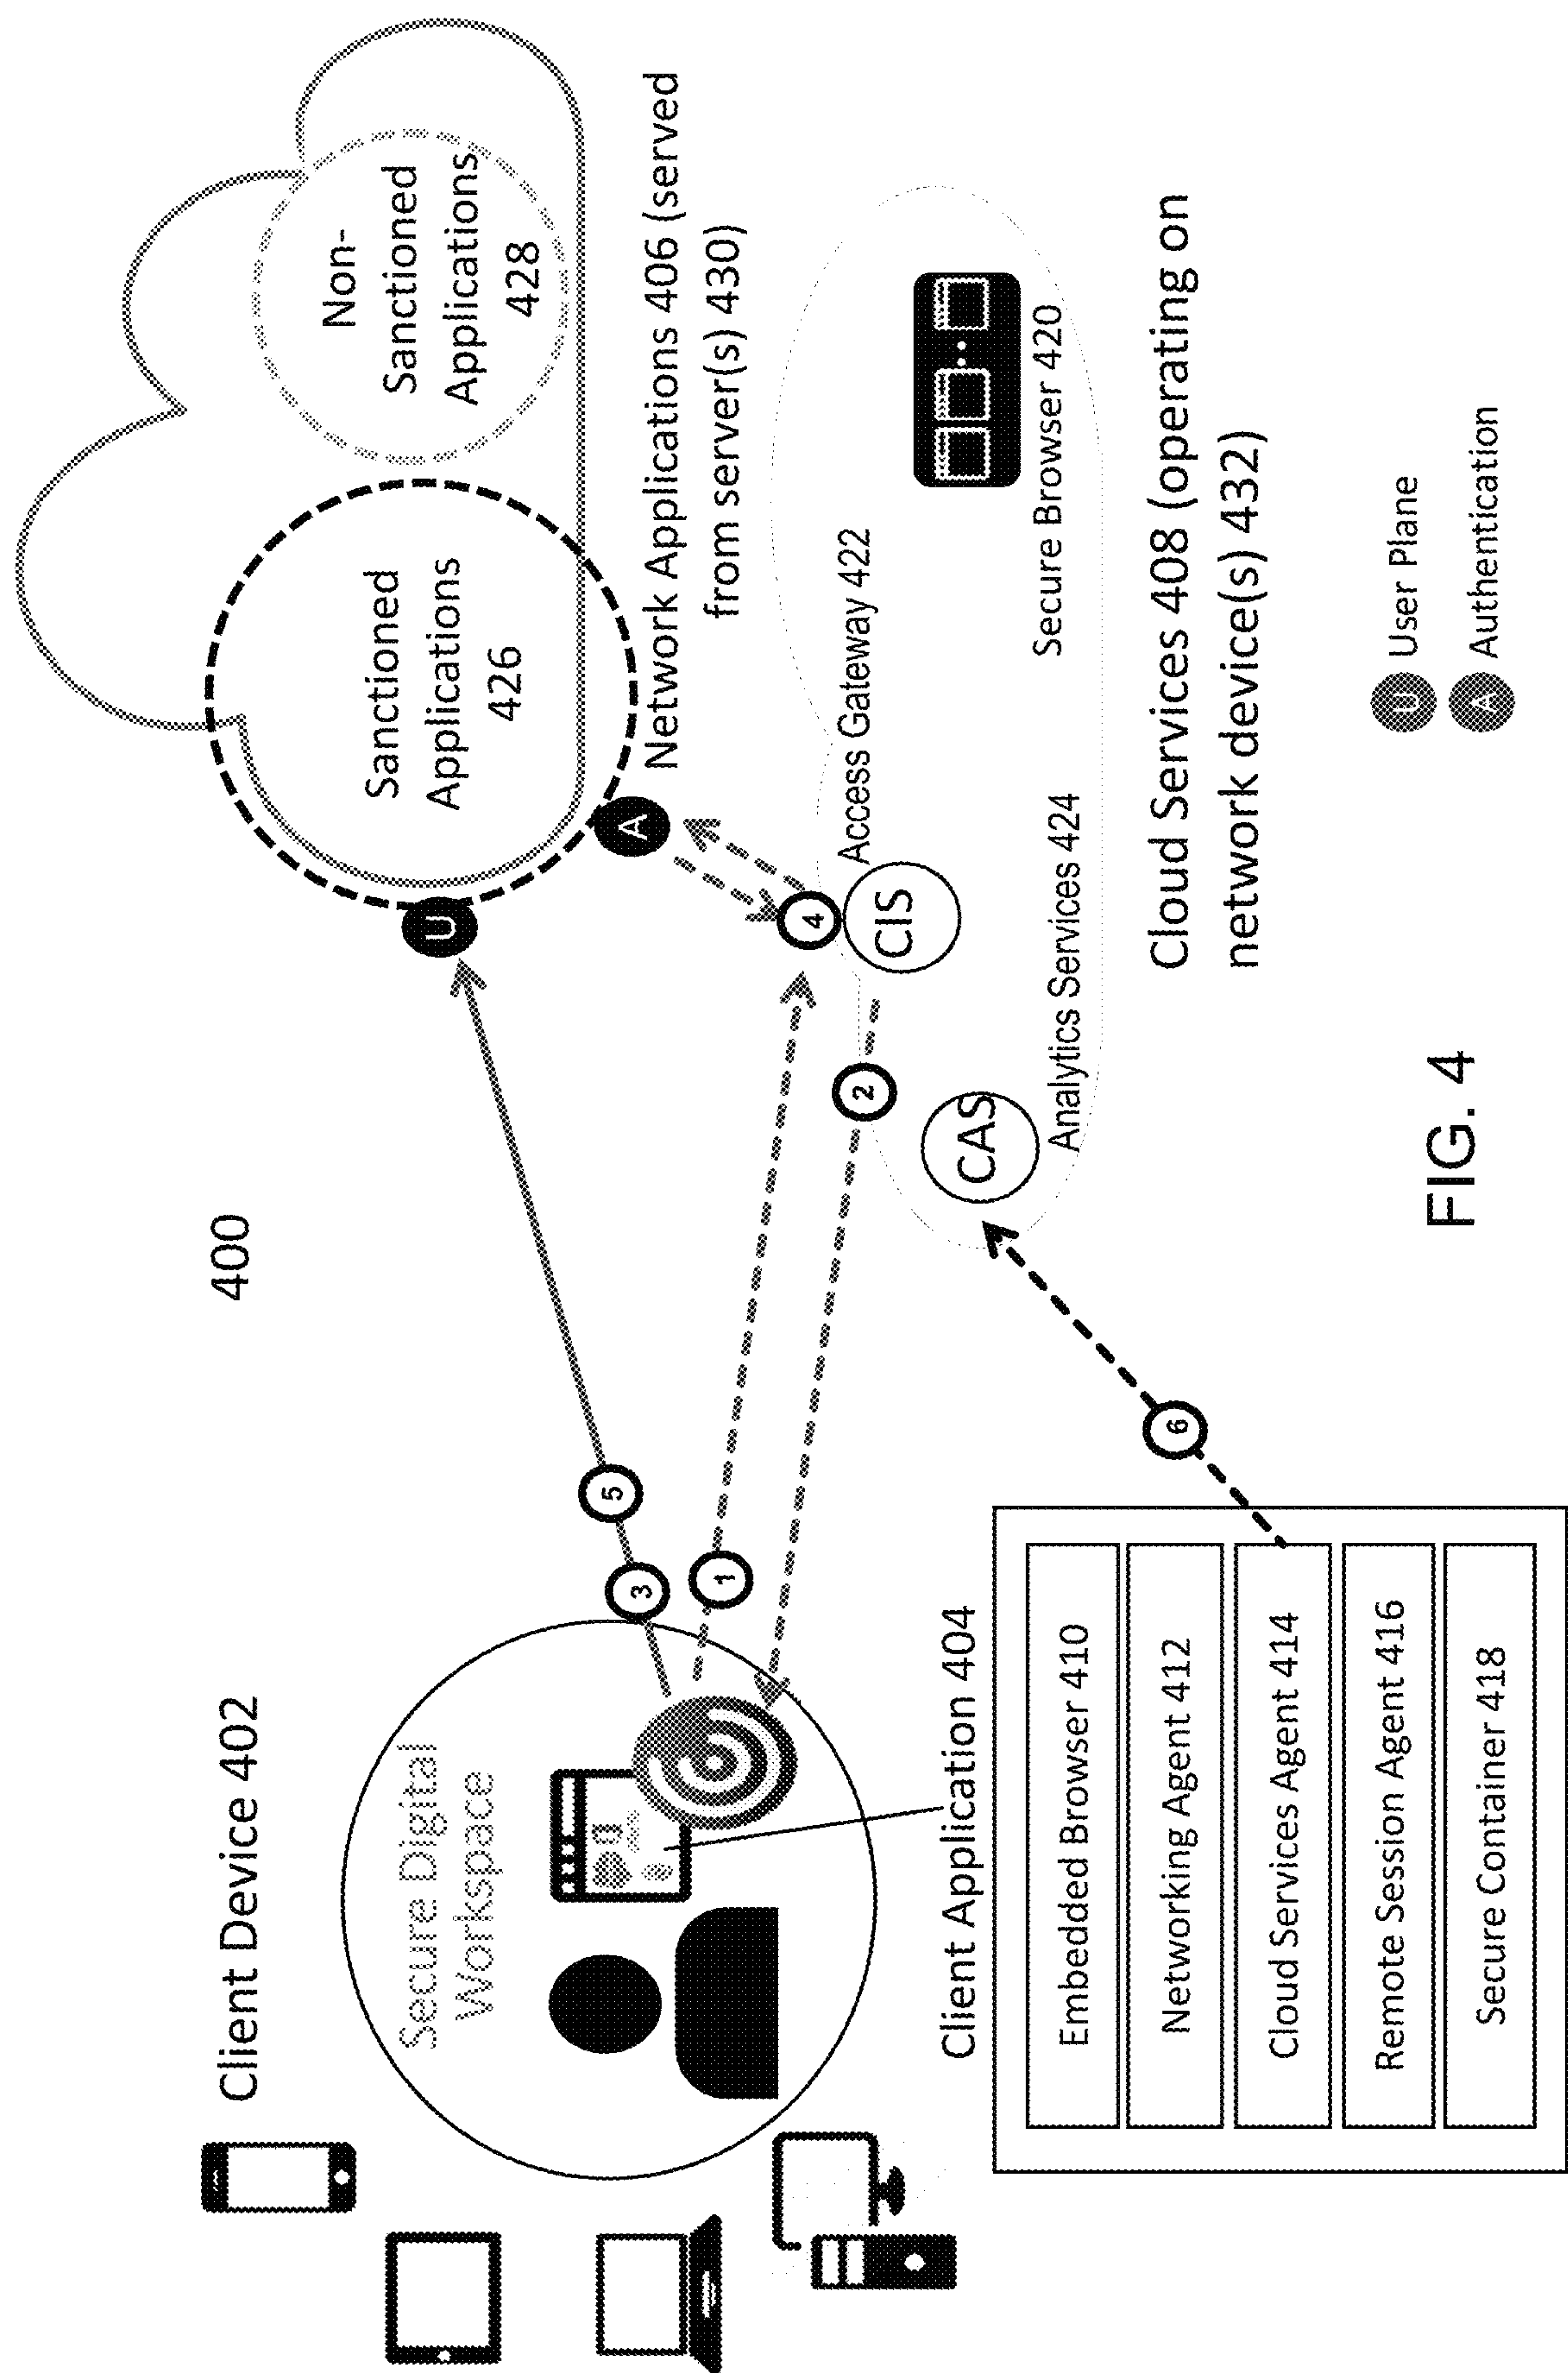 400
Client Device 402
Secure Digital
Workspace
Client Application 404
Embedded Browser 410
Networking Agent 412
Cloud Services Agent 414
Remote Session Agent 416
Secure Container 418
1
2
3
4
5
6
U
A
Sanctioned
Applications
426
Non-
Sanctioned
Applications
428
Network Applications 406 (served
from server(s) 430)
Access Gateway 422
CIS
CAS
Analytics Services 424
Secure Browser 420
Cloud Services 408 (operating on
network device(s) 432)
U User Plane
A Authentication
FIG. 4